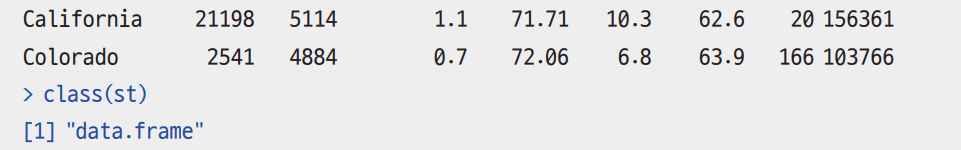 California 21198 5114 1.1 71.71 10.3 62.6 20 156361
Colorado 2541 4884 0.7 72.06 6.8 63.9 166 103766
> class(st)
[1] "data.frame"